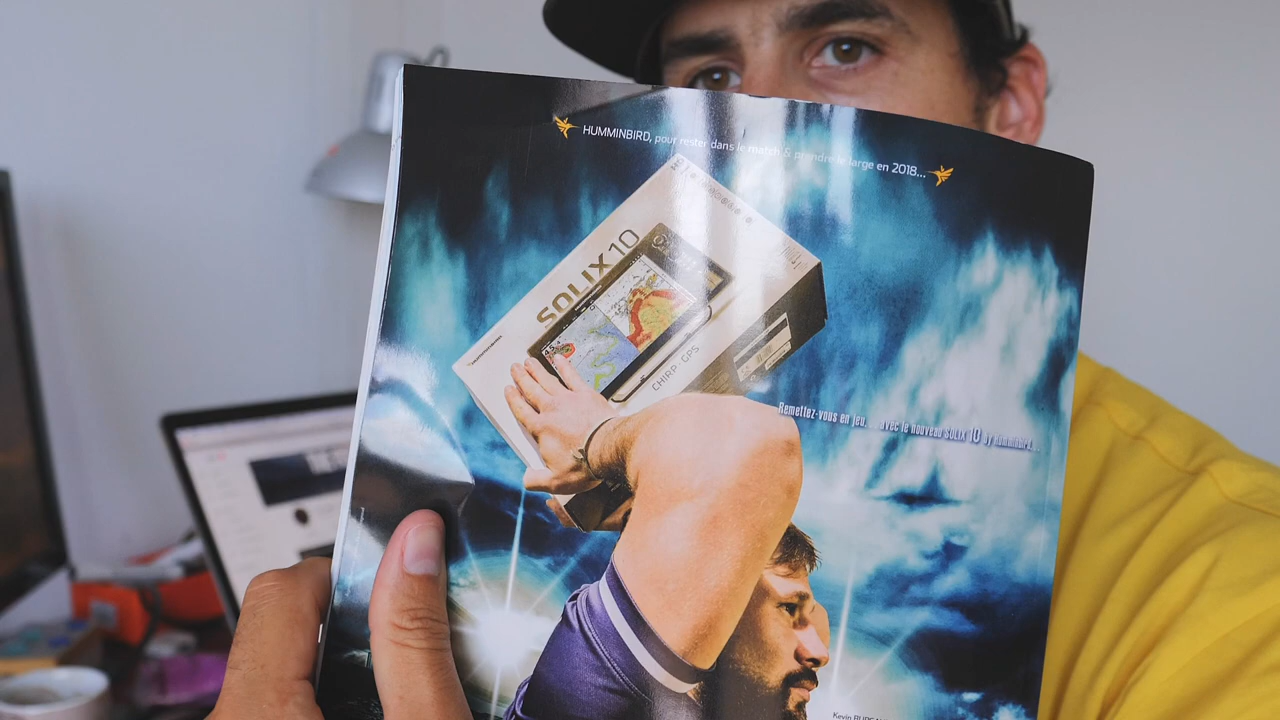 HUMMINBIRD, pour rester dans le match & prendre le large en 2018...
SOLIX 10
CHIRP GPS
Remettez-vous en jeu, ... avec le nouveau SOLIX 10 by Humminbird...
Kevin